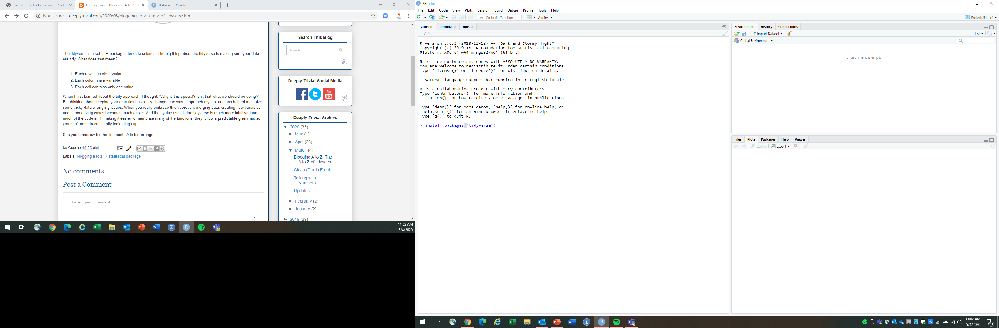 Live Free or Dichotomize - R rele
Deeply Trivial: Blogging A to Z: T
RStudio - RStudio
Not secure | deeplytrivial.com/2020/03/blogging-to-z-a-to-z-of-tidyverse.html
The tidyverse is a set of R packages for data science. The big thing about the tidyverse is making sure your data
are tidy. What does that mean?
1. Each row is an observation
2. Each column is a variable
3. Each cell contains only one value
When I first learned about the tidy approach, I thought, "Why is this special? Isn't that what we should be doing?"
But thinking about keeping your data tidy has really changed the way I approach my job, and has helped me solve
some tricky data wrangling issues. When you really embrace this approach, merging data, creating new variables,
and summarizing cases becomes much easier. And the syntax used is the tidyverse is much more intuitive than
much of the code in R, making it easier to memorize many of the functions; they follow a predictable grammar, so
you don't need to constantly look things up.
See you tomorrow for the first post - A is for arrange!
by Sara at 10:06 AM
Labels: blogging a to z, R statistical package
No comments:
Post a Comment
Enter your comment...
Search This Blog
Search
Deeply Trivial Social Media
You
Tube
Deeply Trivial Archive
▼ 2020 (35)
► May (1)
► April (26)
▼ March (4)
Blogging A to Z: The
A to Z of tidyverse
Clean (Don't) Freak
Talking with
Numbers
Updates
► February (2)
► January (2)
► 2019 (29)
11:02 AM
5/4/2020
RStudio
File Edit Code View Plots Session Build Debug Profile Tools Help
Go to file/function
Addins
Project: (None)
Console Terminal Jobs
~/
R version 3.6.2 (2019-12-12) -- "Dark and Stormy Night"
Copyright (C) 2019 The R Foundation for Statistical Computing
Platform: x86_64-w64-mingw32/x64 (64-bit)
R is free software and comes with ABSOLUTELY NO WARRANTY.
You are welcome to redistribute it under certain conditions.
Type 'license()' or 'licence()' for distribution details.
Natural language support but running in an English locale
R is a collaborative project with many contributors.
Type 'contributors()' for more information and
'citation()' on how to cite R or R packages in publications.
Type 'demo()' for some demos, 'help()' for on-line help, or
'help.start()' for an HTML browser interface to help.
Type 'q()' to quit R.
> install.packages("tidyverse")
Environment History Connections
Import Dataset
List
Global Environment
Environment is empty
Files Plots Packages Help Viewer
Zoom Export
11:02 AM
5/4/2020
21